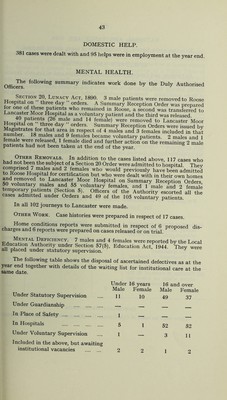 43
DOMESTIC HELP.
381 cases were dealt with and 85 helps were in employment at the year end.
MENTAL HEALTH.
The following summary indicates work done by the Duly Authorised
Officers.
SECTION 20, LUNACY ACT, 1890. 3 male patients were removed to Roose
Hospital on " three day " orders. A Summary Reception Order was prepared
for one of these patients who remained in Roose, a second was transferred to
Lancaster Moor Hospital as a voluntary patient and the third was released.
40 patients (26 male and 14 female) were removed to Lancaster Moor
Hospital on " three day " orders. Summary Reception Orders were issued by
Magistrates for that area in respect of 4 males and 3 females included in that
number. 18 males and 9 females became voluntary patients. 2 males and 1
female were released, 1 female died and further action on the remaining 2 male
patients had not been taken at the end of the year.
OTHER REMOVALS. In addition to the cases listed above, 117 cases who
had not been the subject of a Section 20 Order were admitted to hospital. They
comprised 2 males and 2 females who would previously have been admitted
to Roose Hospital for certification but who were dealt with in their own homes
and removed to Lancaster Moor Hospital on Summary Reception Orders,
50 voluntary males and 55 voluntary females, and 1 male and 2 female
temporary patients (Section 5). Officers of the Authority escorted all the
cases admitted under Orders and 49 of the 105 voluntary patients.
In all 102 journeys to Lancaster were made.
OTHER WORK. Case histories were prepared in respect of 17 cases.
Home conditions reports were submitted in respect of 6 proposed dis-
charges and 6 reports were prepared on cases released or on trial.
MENTAL DEFICIENCY. 7 males and 4 females were reported by the Local
Education Authority under Section 57(5), Education Act, 1944. They were
all placed under statutory supervision.
The following table shows the disposal of ascertained defectives as at the
year end together with details of the waiting list for institutional care at the
same date.
Under 16 years 16 and over
Male Female Male Female
Under Statutory Supervision ... 11 10 49 37
Under Guardianship ... — — — —
In Place of Safety ... 1 — — —
In Hospitals ... 5 1 52 52
Under Voluntary Supervision ... 1 — 3 11
Included in the above, but awaiting
institutional vacancies ... 2 2 1 2